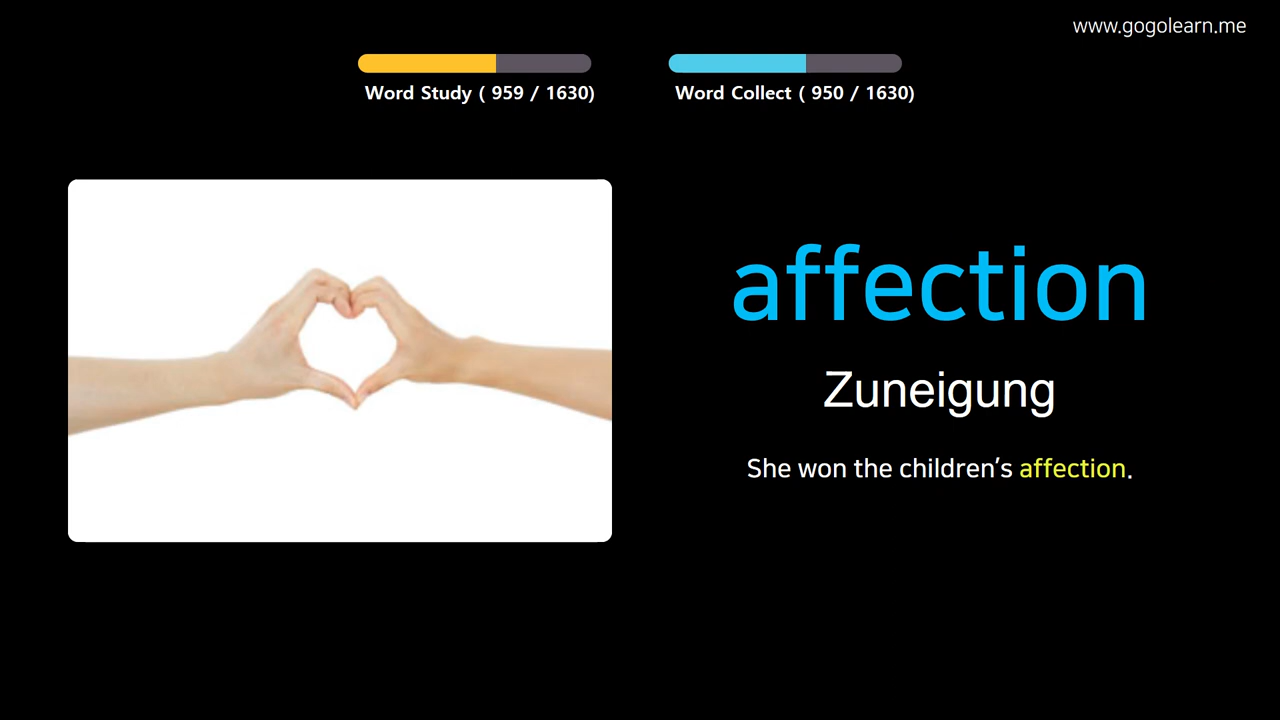 www.gogolearn.me
Word Study ( 959 / 1630)
Word Collect ( 950 / 1630)
affection
Zuneigung
She won the children's affection.